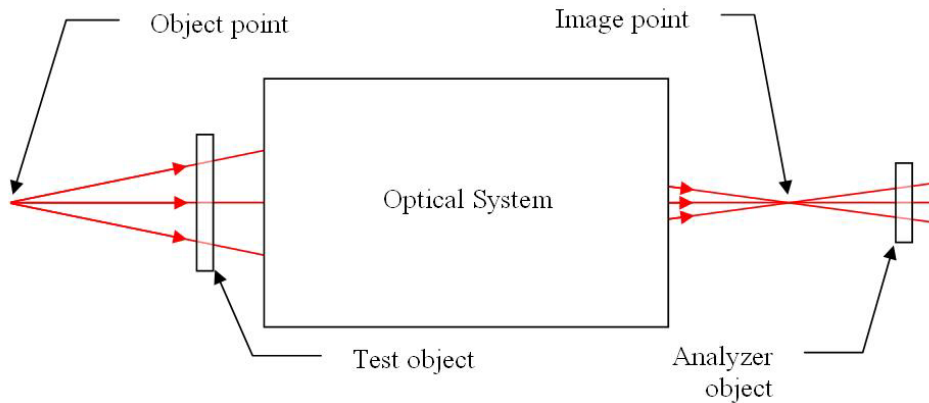 Object point
Image point
Optical System
Test object
Analyzer
object